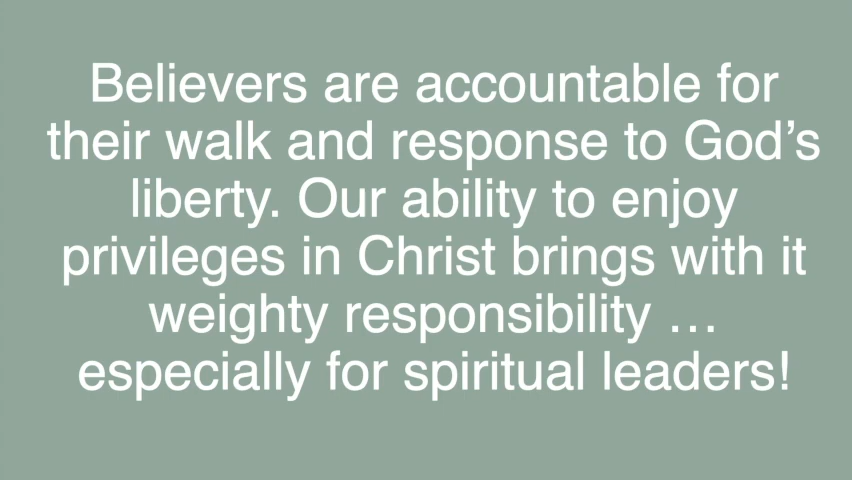 Believers are accountable for
their walk and response to God’s
liberty. Our ability to enjoy
privileges in Christ brings with it
weighty responsibility …
especially for spiritual leaders!